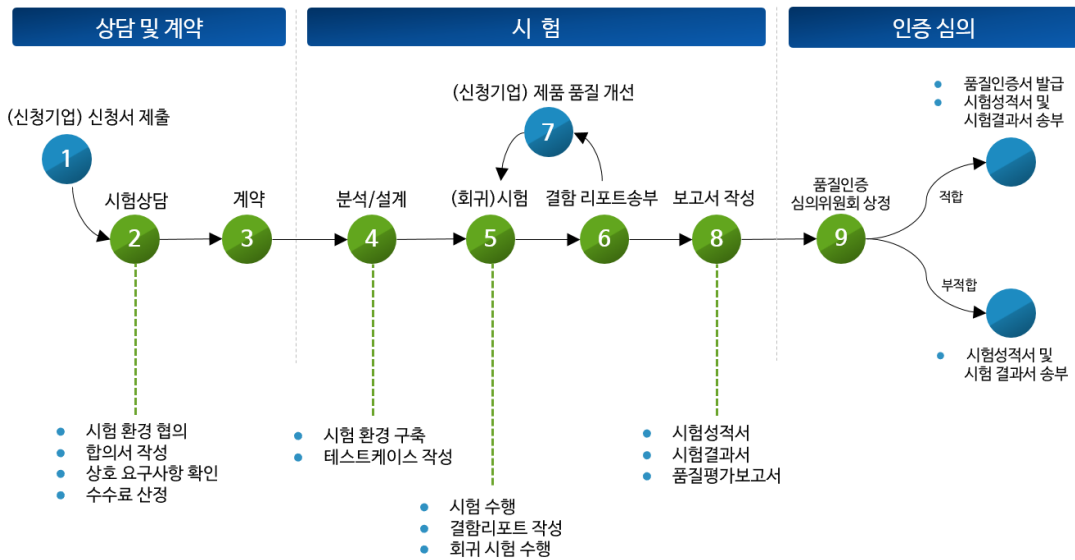 상담 및 계약
시 험
인증 심의
(신청기업) 신청서 제출
1
시험상담
2
계약
3
분석/설계
4
(회귀)시험
5
결함 리포트송부
6
(신청기업) 제품 품질 개선
7
보고서 작성
8
품질인증
심의위원회 상정
9
적합
품질인증서 발급
시험성적서 및
시험결과서 송부
부적합
시험성적서 및
시험 결과서 송부
시험 환경 협의
합의서 작성
상호 요구사항 확인
수수료 산정
시험 환경 구축
테스트케이스 작성
시험 수행
결함리포트 작성
회귀 시험 수행
시험성적서
시험결과서
품질평가보고서